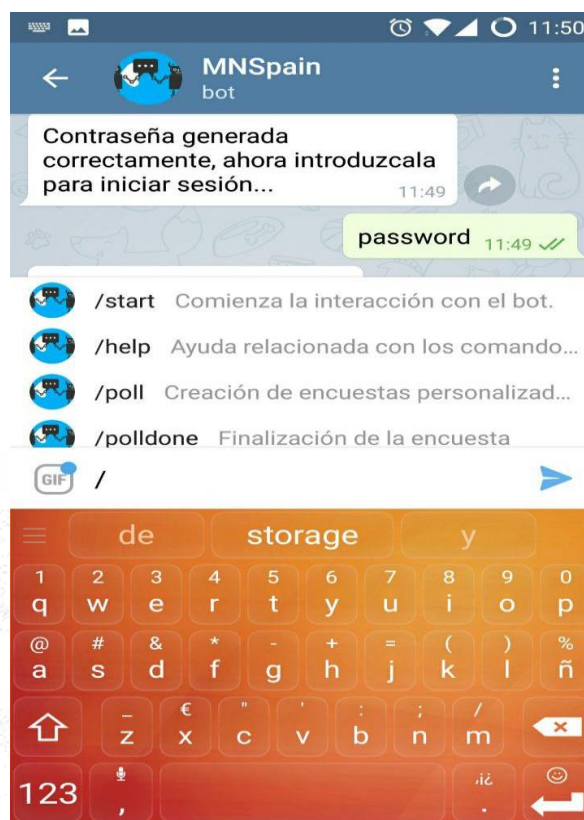 11:50
MNSpain
bot
Contraseña generada
correctamente, ahora introduzcala
para iniciar sesión...
11:49
password 11:49
/start Comienza la interacción con el bot.
/help Ayuda relacionada con los comando...
/poll Creación de encuestas personalizad...
/polldone Finalización de la encuesta
GIF /
de storage y
1 2 3 4 5 6 7 8 9 0
q w e r t y u i o p
@ # & * - + = ( ) %
a s d f g h j k l ñ
_ € " ' : ; /
z x c v b n m
123 , ,¡¿ .